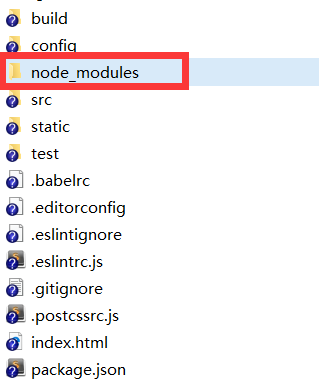 build
config
node_modules
src
static
test
.babelrc
.editorconfig
.eslintignore
.eslintrc.js
.gitignore
.postcssrc.js
index.html
package.json